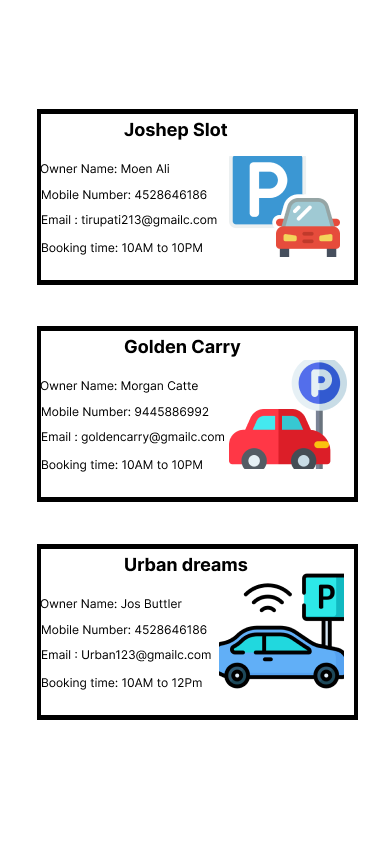 Joshep Slot
Owner Name: Moen Ali
Mobile Number: 4528646186
Email : tirupati213@gmailc.com
Booking time: 10AM to 10PM
P
Golden Carry
Owner Name: Morgan Catte
Mobile Number: 9445886992
Email : goldencarry@gmailc.com
Booking time: 10AM to 10PM
P
Urban dreams
Owner Name: Jos Buttler
Mobile Number: 4528646186
Email : Urban123@gmailc.com
Booking time: 10AM to 12Pm
P